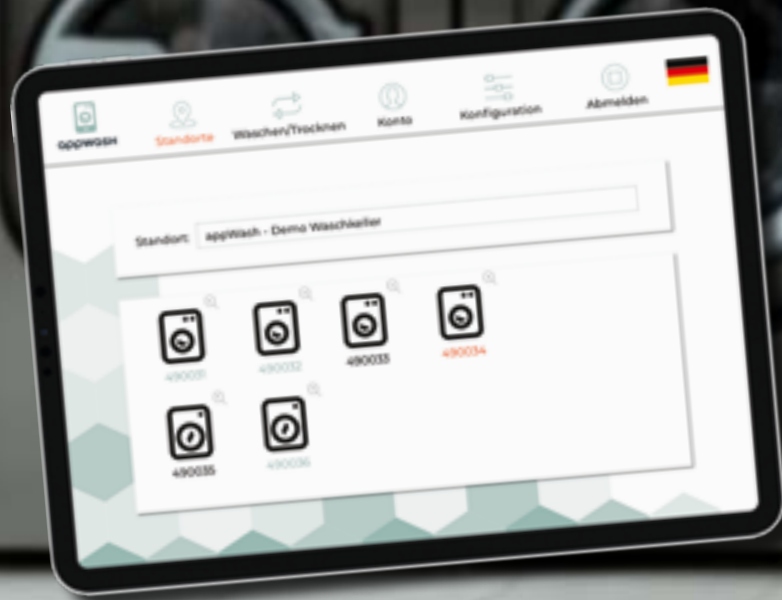 appWash Standorte Waschen/Trocknen Konto Konfiguration Abmelden
Standort: appWash - Demo Waschkeller
490031 490032 490033 490034
490035 490036